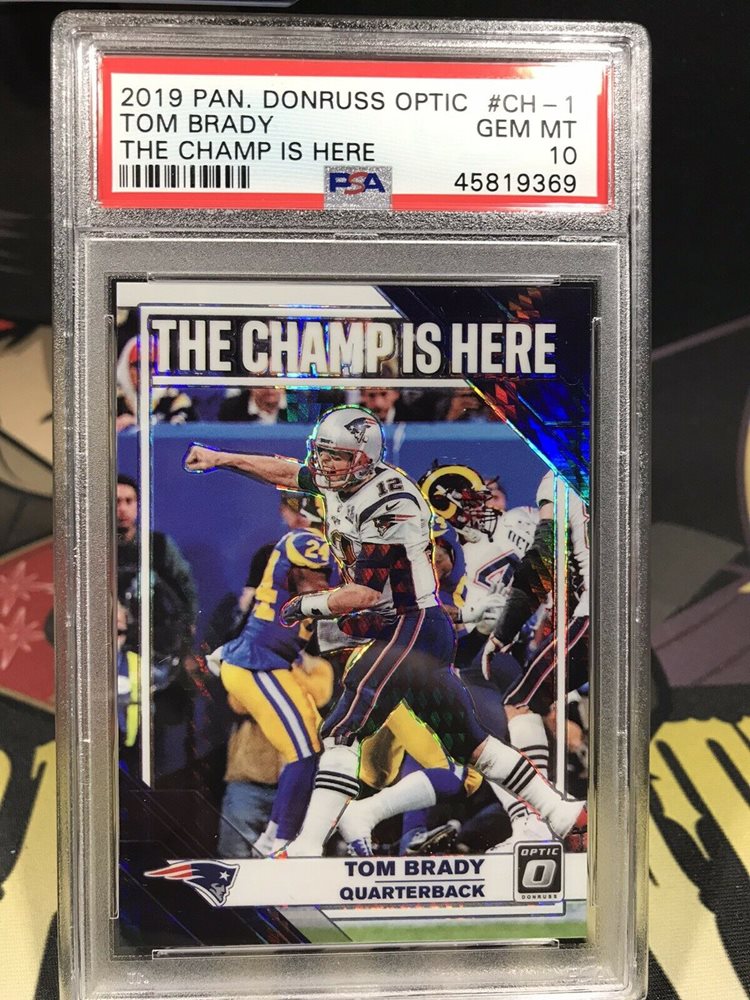 2019 PAN. DONRUSS OPTIC #CH-1
TOM BRADY GEM MT
THE CHAMP IS HERE 10
PSA 45819369
THE CHAMP IS HERE
12
24
4
TOM BRADY
QUARTERBACK
OPTIC
DONRUSS